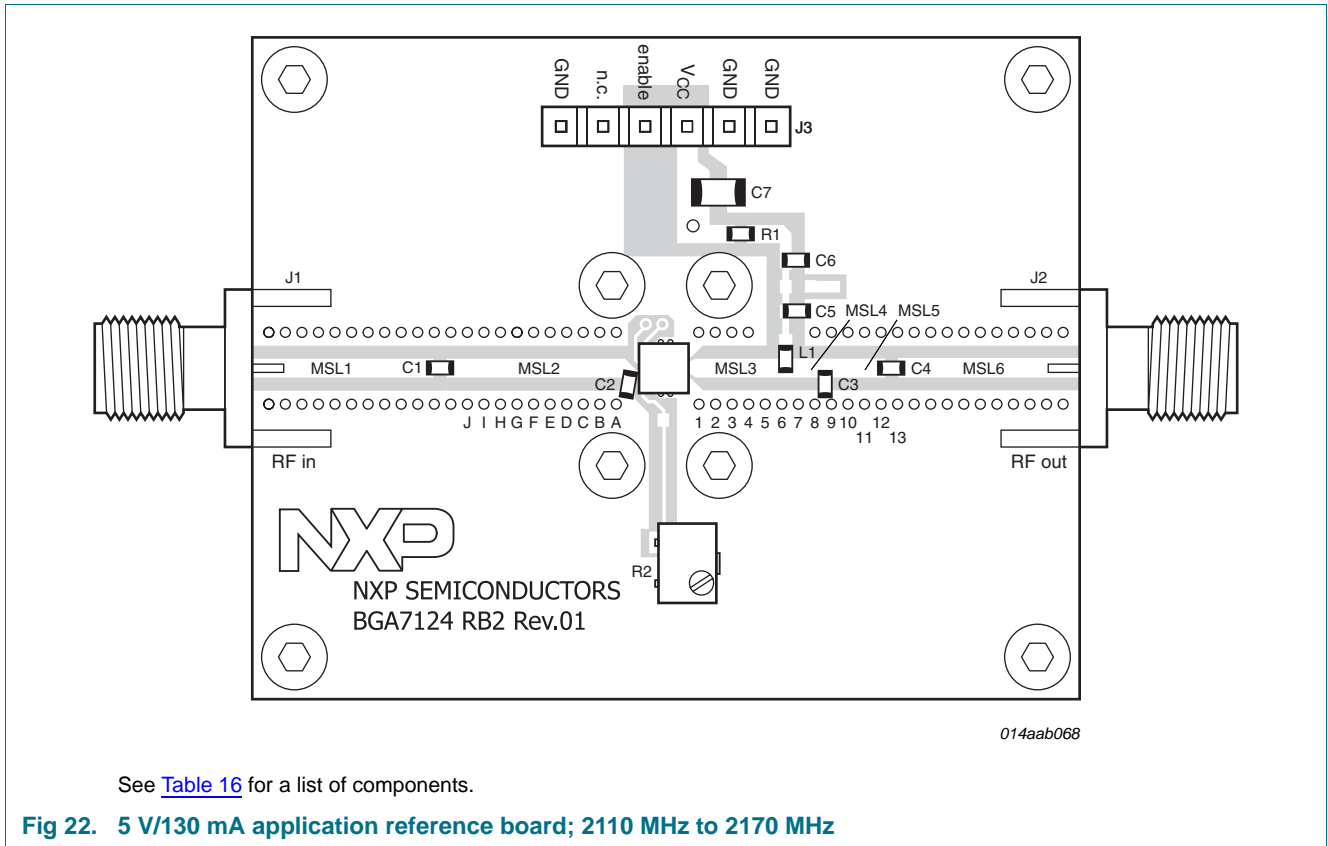 GND n.c. enable VCC GND GND
J3
C7
R1
C6
J1
J2
C5
MSL4
MSL5
L1
MSL1
C1
MSL2
C2
MSL3
C3
C4
MSL6
J I H G F E D C B A
1 2 3 4 5 6 7 8 9 10 12
11 13
RF in
RF out
NXP
R2
NXP SEMICONDUCTORS
BGA7124 RB2 Rev.01
014aab068
See Table 16 for a list of components.
Fig 22. 5 V/130 mA application reference board; 2110 MHz to 2170 MHz